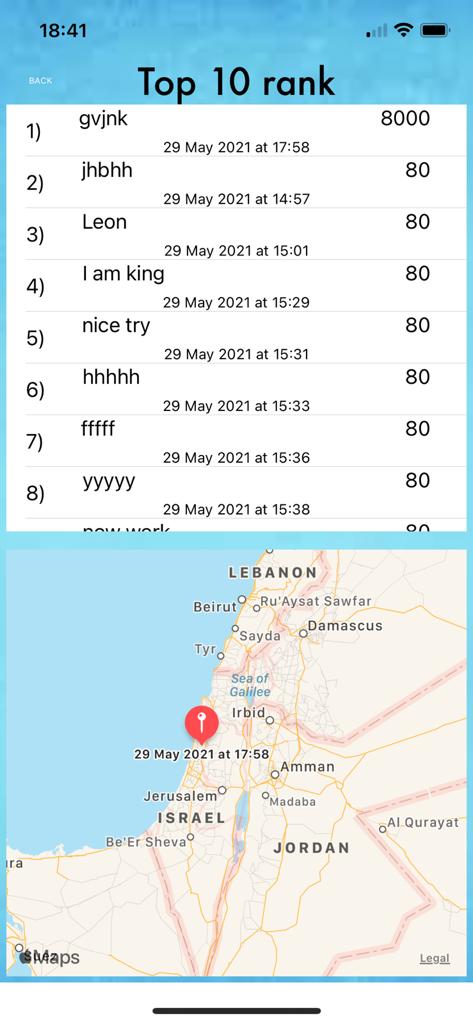 18:41
BACK
Top 10 rank
1) gvjnk 8000
29 May 2021 at 17:58
2) jhbhh 80
29 May 2021 at 14:57
3) Leon 80
29 May 2021 at 15:01
4) I am king 80
29 May 2021 at 15:29
5) nice try 80
29 May 2021 at 15:31
6) hhhhh 80
29 May 2021 at 15:33
7) fffff 80
29 May 2021 at 15:36
8) yyyyy 80
29 May 2021 at 15:38
now work 80
LEBANON
Beirut
Ru'Aysat Sawfar
Damascus
Sayda
Tyr
Sea of
Galilee
Irbid
29 May 2021 at 17:58
Amman
Jerusalem
Madaba
ISRAEL
Al Qurayat
Be'Er Sheva
JORDAN
ura
Maps
Legal